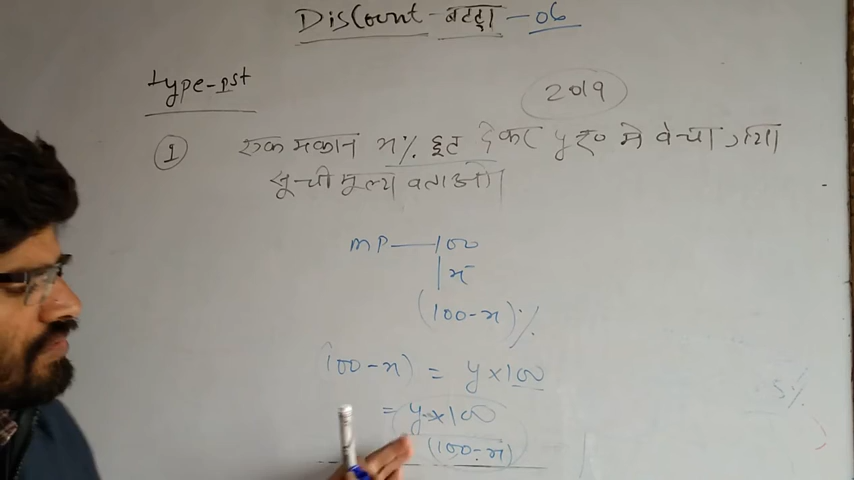 Discount - बट्टा - 06
type-1st
2019
1 एक मकान x% छूट देकर y रु० मे बेचा गया
सूची मूल्य बताओ।
MP — 100
x
(100-x)%
(100-x) = y×100
= y×100
(100-x)
5%